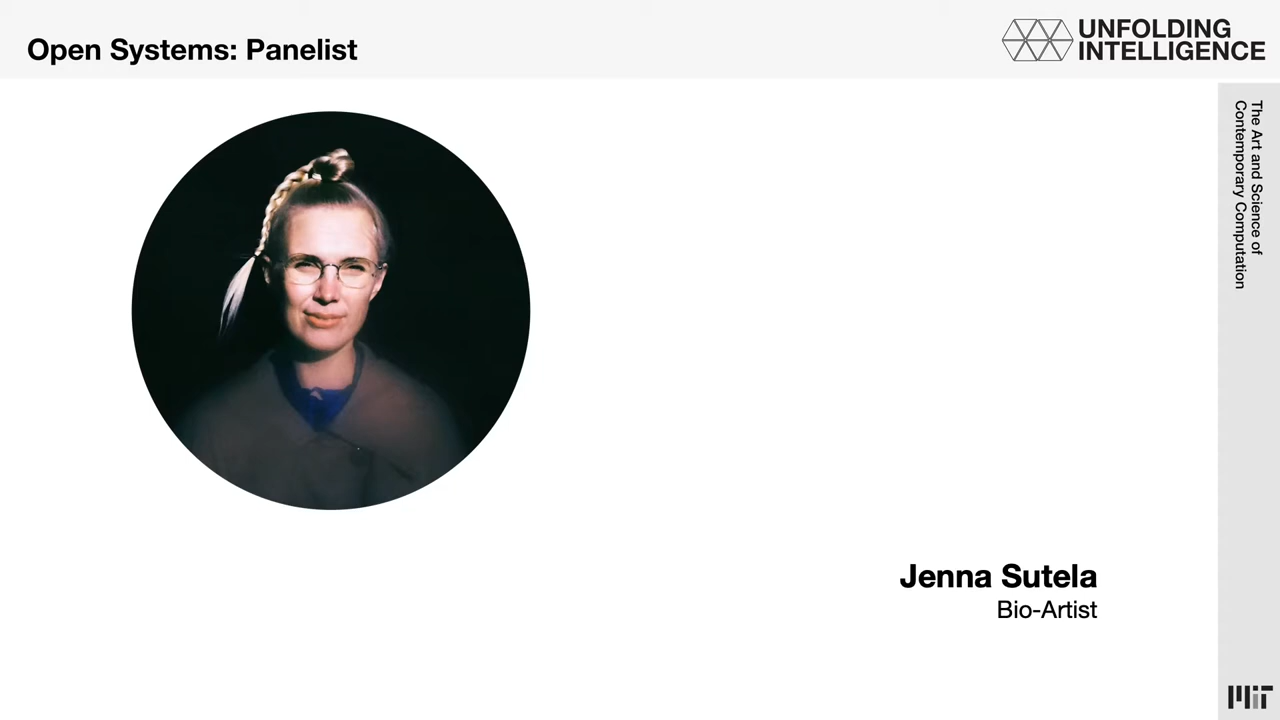 Open Systems: Panelist
UNFOLDING
INTELLIGENCE
The Art and Science of
Contemporary Computation
Jenna Sutela
Bio-Artist
MIT